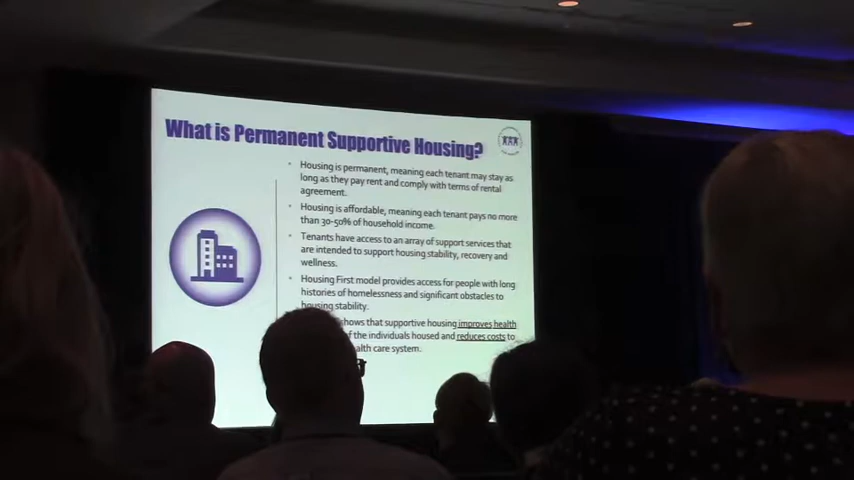 What is Permanent Supportive Housing?
• Housing is permanent, meaning each tenant may stay as
long as they pay rent and comply with terms of rental
agreement.
• Housing is affordable, meaning each tenant pays no more
than 30-50% of household income.
• Tenants have access to an array of support services that
are intended to support housing stability, recovery and
wellness.
• Housing First model provides access for people with long
histories of homelessness and significant obstacles to
housing stability.
shows that supportive housing improves health
of the individuals housed and reduces costs to
alth care system.